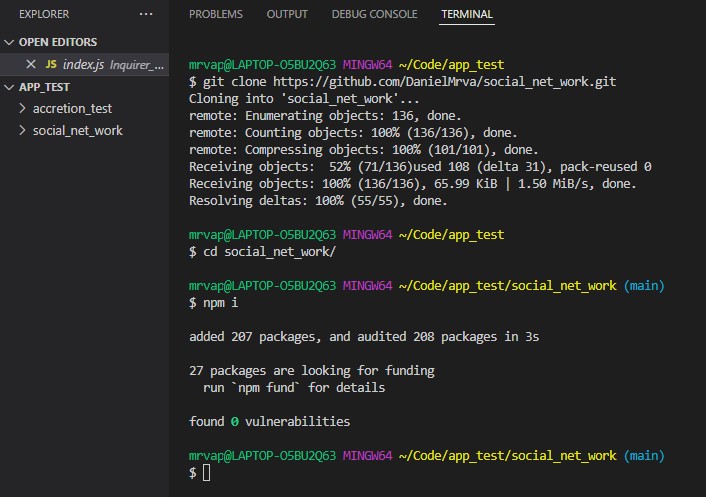 EXPLORER ...
PROBLEMS OUTPUT DEBUG CONSOLE TERMINAL
OPEN EDITORS
JS index.js Inquirer_...
APP_TEST
accretion_test
social_net_work
mrvap@LAPTOP-O5BU2Q63 MINGW64 ~/Code/app_test
$ git clone https://github.com/DanielMrva/social_net_work.git
Cloning into 'social_net_work'...
remote: Enumerating objects: 136, done.
remote: Counting objects: 100% (136/136), done.
remote: Compressing objects: 100% (101/101), done.
Receiving objects:  52% (71/136)used 108 (delta 31), pack-reused 0
Receiving objects: 100% (136/136), 65.99 KiB | 1.50 MiB/s, done.
Resolving deltas: 100% (55/55), done.
mrvap@LAPTOP-O5BU2Q63 MINGW64 ~/Code/app_test
$ cd social_net_work/
mrvap@LAPTOP-O5BU2Q63 MINGW64 ~/Code/app_test/social_net_work (main)
$ npm i
added 207 packages, and audited 208 packages in 3s
27 packages are looking for funding
  run `npm fund` for details
found 0 vulnerabilities
mrvap@LAPTOP-O5BU2Q63 MINGW64 ~/Code/app_test/social_net_work (main)
$